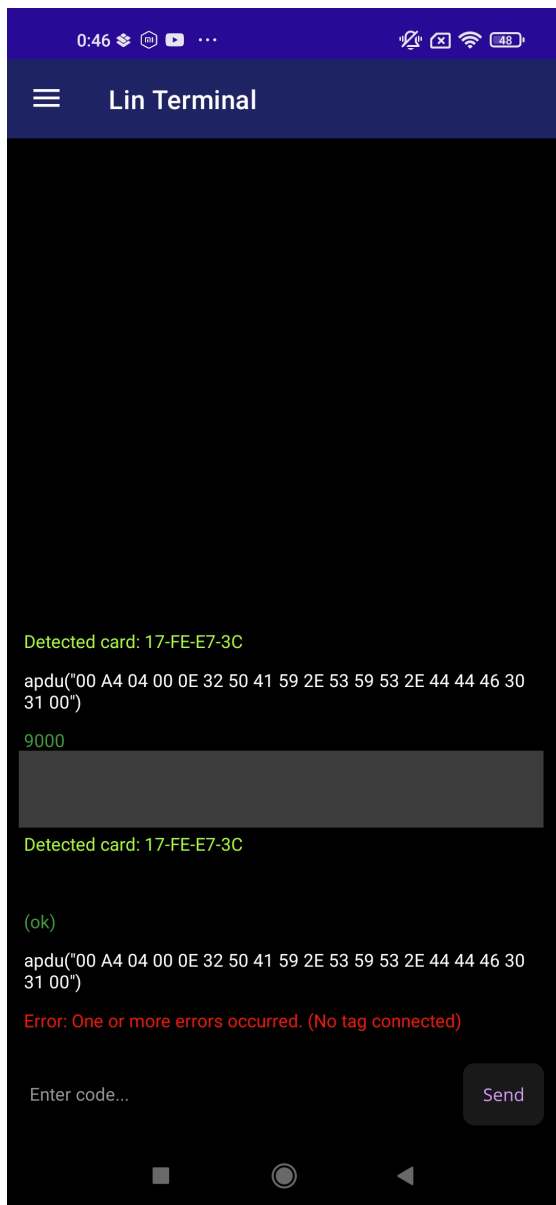 0:46
48
Lin Terminal
Detected card: 17-FE-E7-3C
apdu("00 A4 04 00 0E 32 50 41 59 2E 53 59 53 2E 44 44 46 30
31 00")
9000
Detected card: 17-FE-E7-3C
(ok)
apdu("00 A4 04 00 0E 32 50 41 59 2E 53 59 53 2E 44 44 46 30
31 00")
Error: One or more errors occurred. (No tag connected)
Enter code...
Send